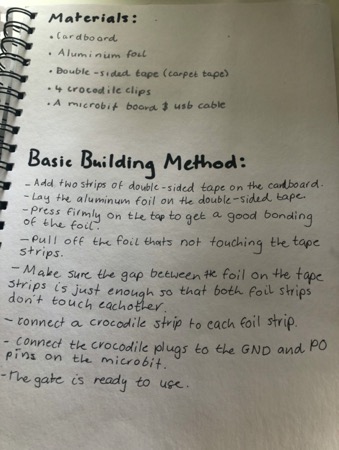 Materials:
• Cardboard
• Aluminum foil
• Double-sided tape (carpet tape)
• 4 crocodile clips
• A microbit board & usb cable
Basic Building Method:
- Add two strips of double-sided tape on the cardboard.
- Lay the aluminum foil on the double-sided tape.
- Press firmly on the top to get a good bonding
of the foil.
- Pull off the foil thats not touching the tape
strips.
- Make sure the gap between the foil on the tape
strips is just enough so that both foil strips
don't touch eachother.
- connect a crocodile strip to each foil strip.
- connect the crocodile plugs to the GND and P0
pins on the microbit.
- The gate is ready to use.